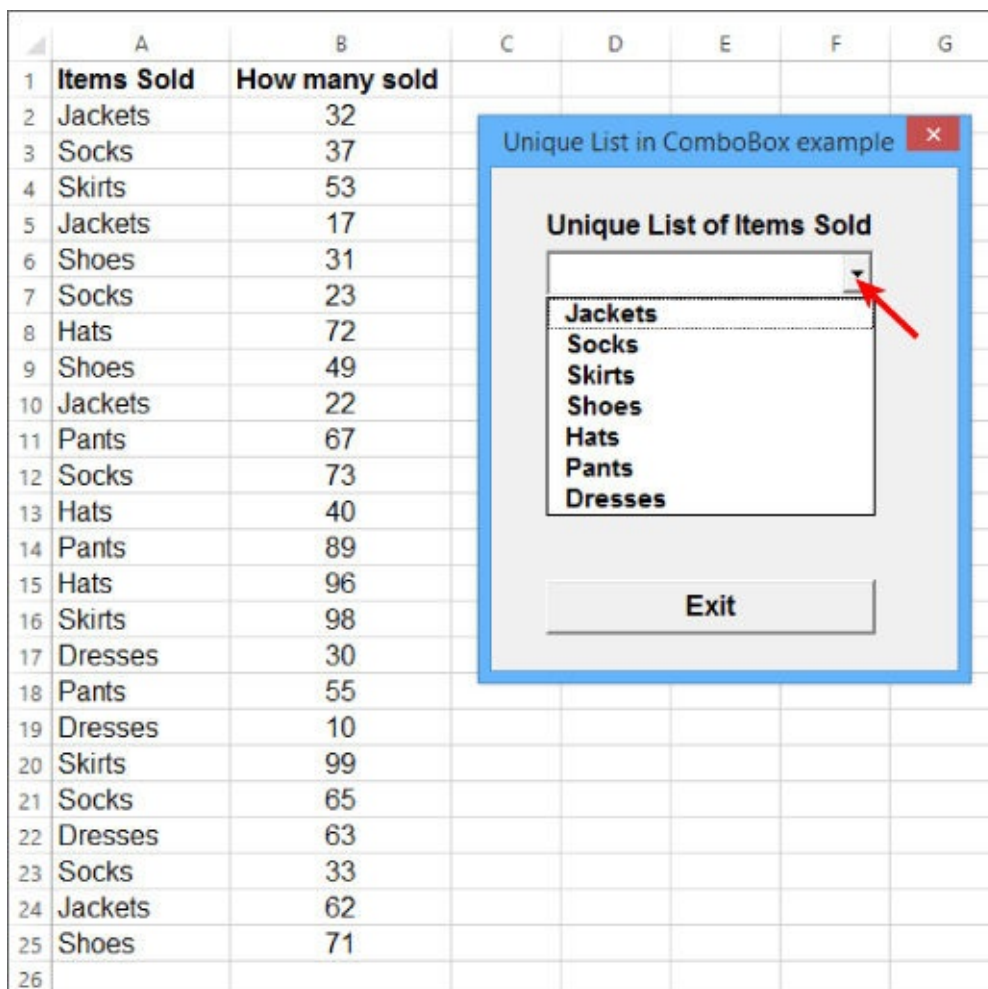 A B C D E F G
1 Items Sold How many sold
2 Jackets 32
3 Socks 37
4 Skirts 53
5 Jackets 17
6 Shoes 31
7 Socks 23
8 Hats 72
9 Shoes 49
10 Jackets 22
11 Pants 67
12 Socks 73
13 Hats 40
14 Pants 89
15 Hats 96
16 Skirts 98
17 Dresses 30
18 Pants 55
19 Dresses 10
20 Skirts 99
21 Socks 65
22 Dresses 63
23 Socks 33
24 Jackets 62
25 Shoes 71
26
Unique List in ComboBox example
Unique List of Items Sold
Jackets
Socks
Skirts
Shoes
Hats
Pants
Dresses
Exit